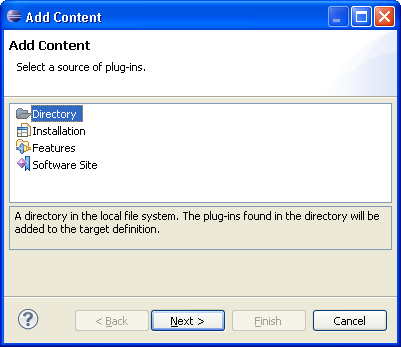 Add Content
Add Content
Select a source of plug-ins.
Directory
Installation
Features
Software Site
A directory in the local file system. The plug-ins found in the directory will be
added to the target definition.
?
< Back
Next >
Finish
Cancel